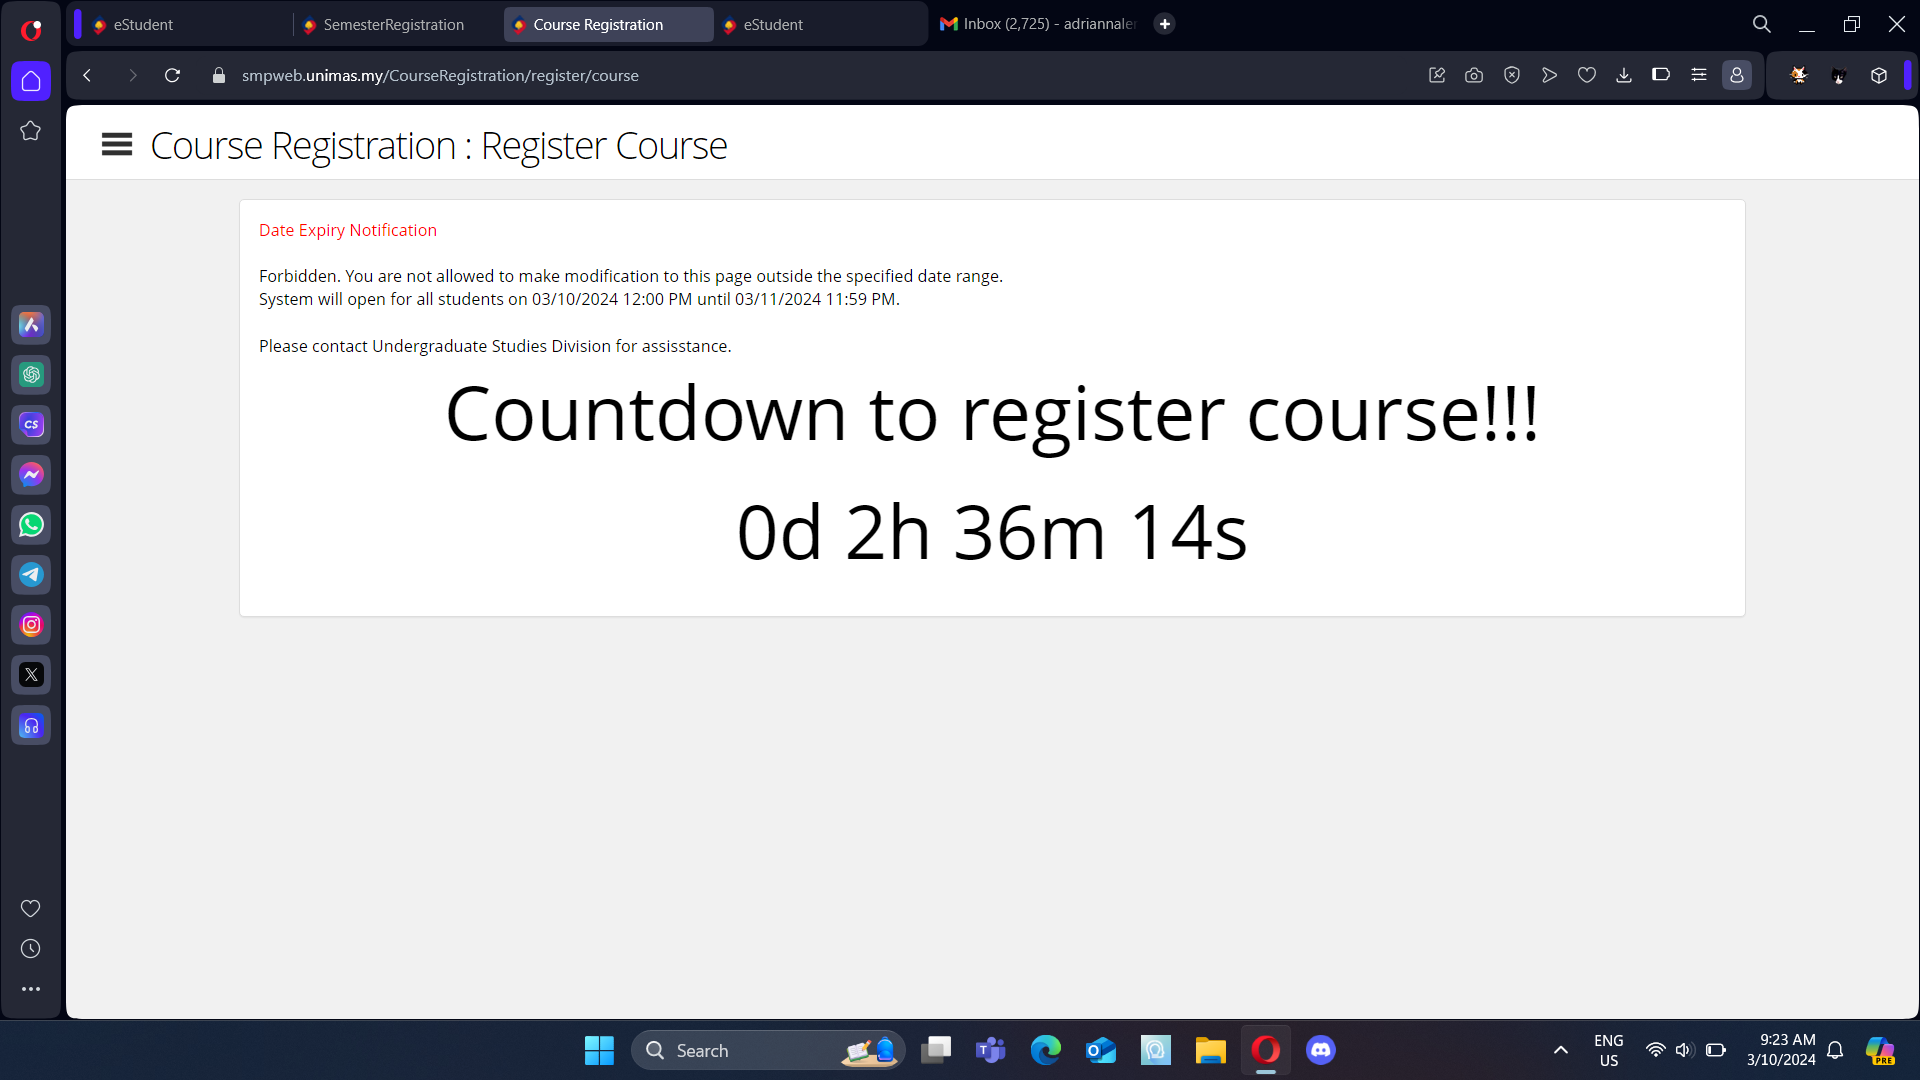 eStudent
SemesterRegistration
Course Registration
eStudent
Inbox (2,725) - adriannaler
smpweb.unimas.my/CourseRegistration/register/course
Course Registration : Register Course
Date Expiry Notification
Forbidden. You are not allowed to make modification to this page outside the specified date range.
System will open for all students on 03/10/2024 12:00 PM until 03/11/2024 11:59 PM.
Please contact Undergraduate Studies Division for assisstance.
Countdown to register course!!!
0d 2h 36m 14s
CS
Search
ENG
US
9:23 AM
3/10/2024
PRE